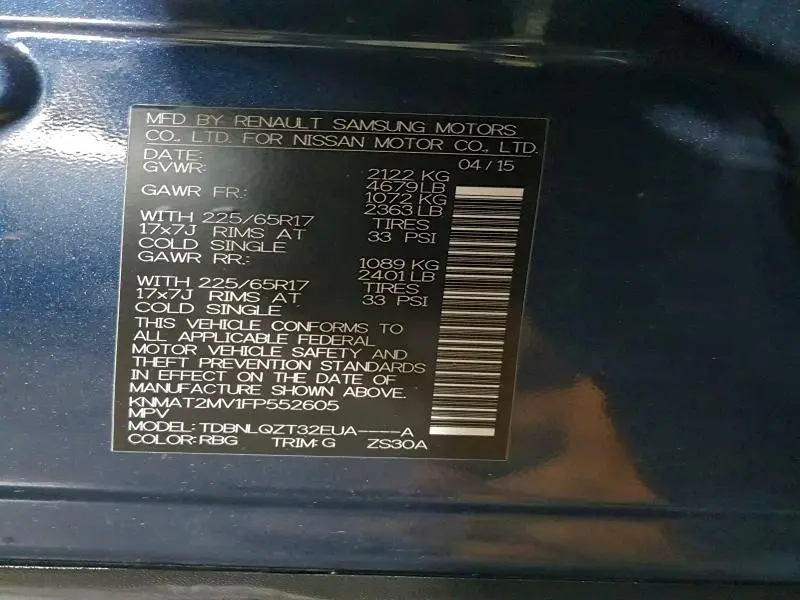 MFD BY RENAULT SAMSUNG MOTORS
CO., LTD. FOR NISSAN MOTOR CO., LTD.
DATE: 04/15
GVWR: 2122 KG
4679 LB
GAWR FR.: 1072 KG
2363 LB
WITH 225/65R17 TIRES
17x7J RIMS AT 33 PSI
COLD SINGLE
GAWR RR.: 1089 KG
2401 LB
WITH 225/65R17 TIRES
17x7J RIMS AT 33 PSI
COLD SINGLE
THIS VEHICLE CONFORMS TO
ALL APPLICABLE FEDERAL
MOTOR VEHICLE SAFETY AND
THEFT PREVENTION STANDARDS
IN EFFECT ON THE DATE OF
MANUFACTURE SHOWN ABOVE.
KNMAT2MV1FP552605
MPV
MODEL: TDBNLQZT32EUA----A
COLOR:RBG TRIM:G ZS30A